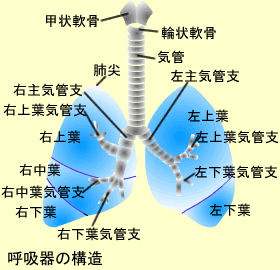 甲状軟骨
輪状軟骨
気管
肺尖
左主気管支
右主気管支
右上葉気管支
左上葉
右上葉
左上葉気管支
右中葉
左下葉気管支
右中葉気管支
右下葉
左下葉
右下葉気管支
呼吸器の構造